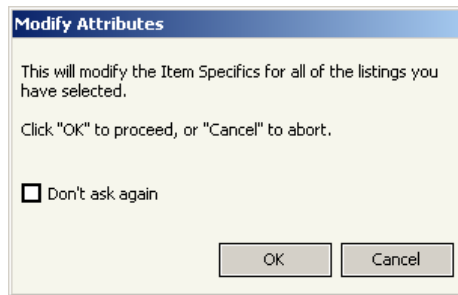 Modify Attributes
This will modify the Item Specifics for all of the listings you
have selected.
Click "OK" to proceed, or "Cancel" to abort.
Don't ask again
OK Cancel